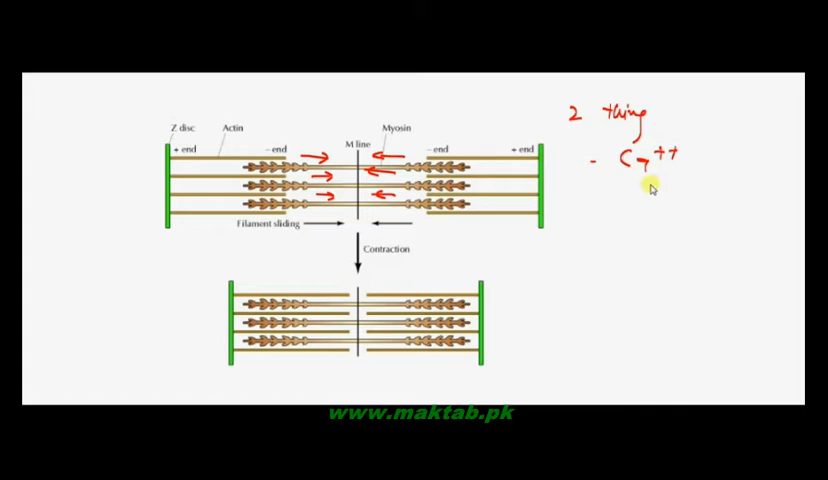 2 thing
- Ca++
Z disc Actin Myosin
M line
+ end - end - end + end
Filament sliding
Contraction
www.maktab.pk